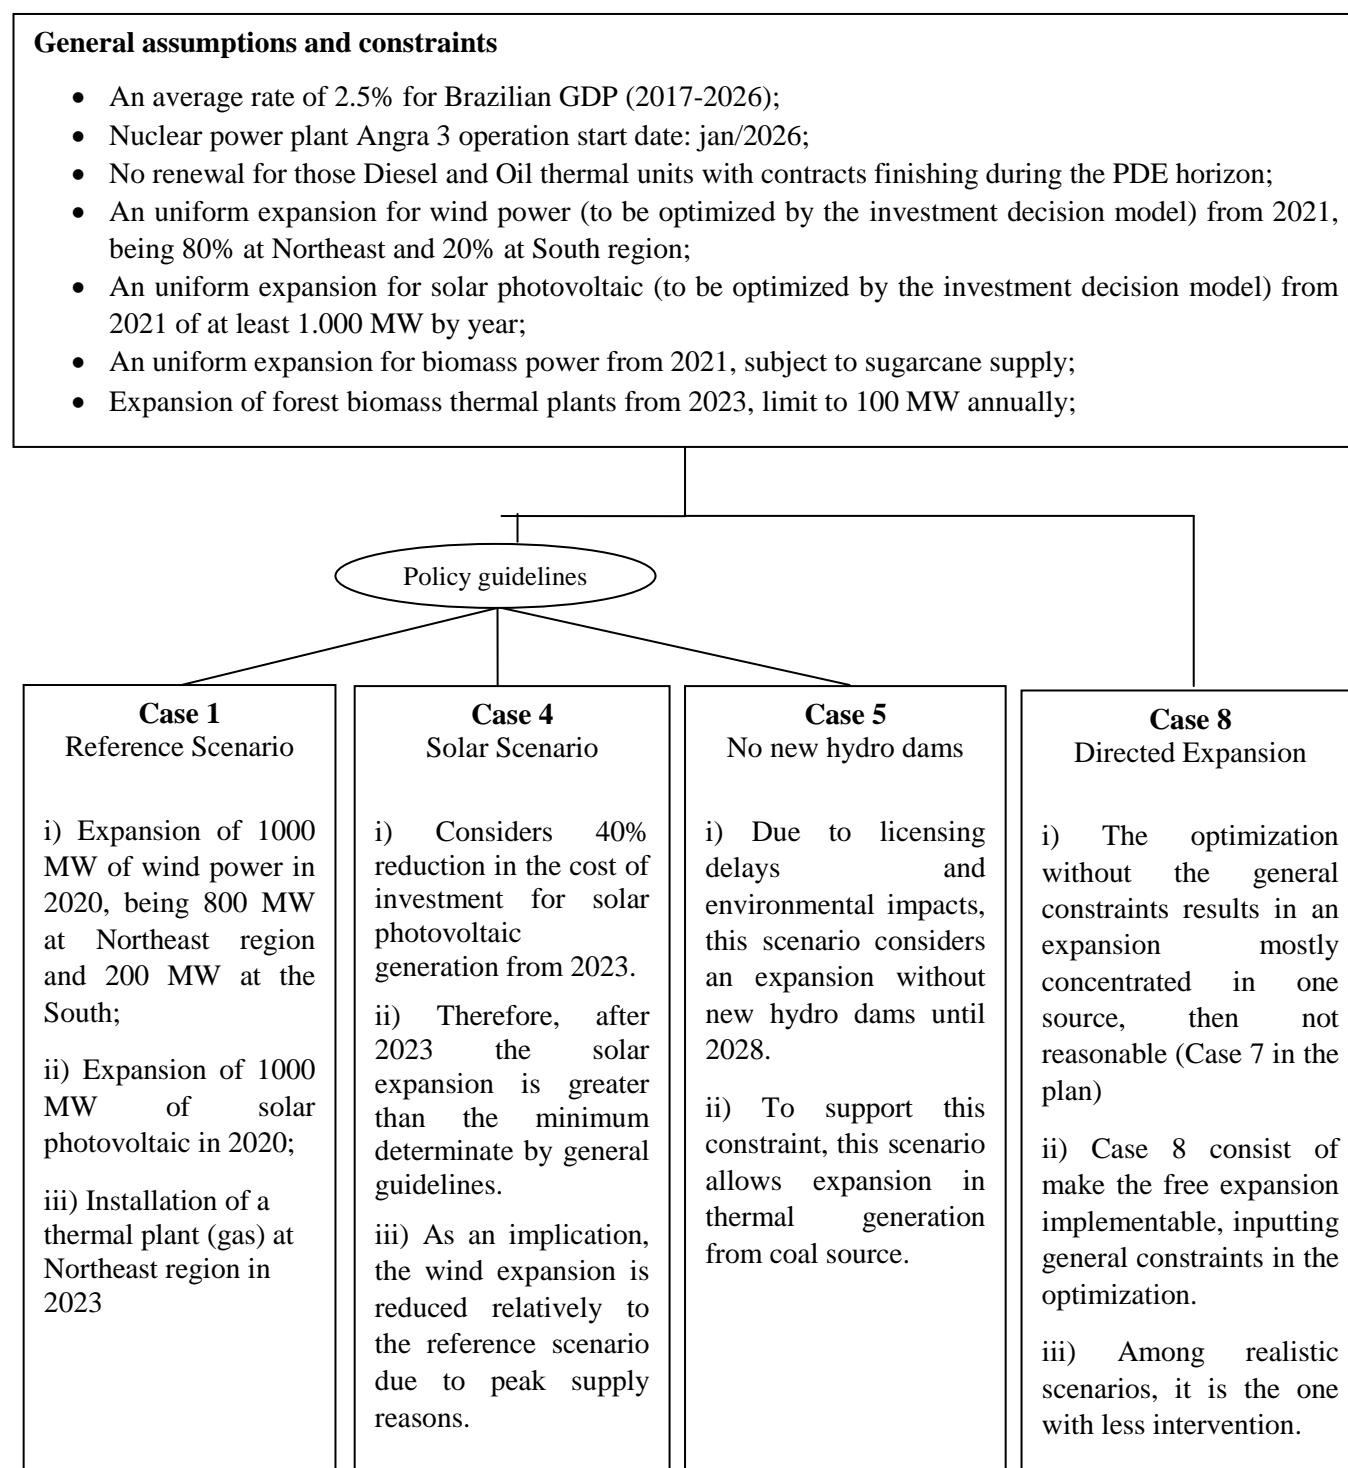 General assumptions and constraints
• An average rate of 2.5% for Brazilian GDP (2017-2026);
• Nuclear power plant Angra 3 operation start date: jan/2026;
• No renewal for those Diesel and Oil thermal units with contracts finishing during the PDE horizon;
• An uniform expansion for wind power (to be optimized by the investment decision model) from 2021,
being 80% at Northeast and 20% at South region;
• An uniform expansion for solar photovoltaic (to be optimized by the investment decision model) from
2021 of at least 1.000 MW by year;
• An uniform expansion for biomass power from 2021, subject to sugarcane supply;
• Expansion of forest biomass thermal plants from 2023, limit to 100 MW annually;
Policy guidelines
Case 1
Reference Scenario
i) Expansion of 1000
MW of wind power in
2020, being 800 MW
at Northeast region
and 200 MW at the
South;
ii) Expansion of 1000
MW of solar
photovoltaic in 2020;
iii) Installation of a
thermal plant (gas) at
Northeast region in
2023
Case 4
Solar Scenario
i) Considers 40%
reduction in the cost of
investment for solar
photovoltaic
generation from 2023.
ii) Therefore, after
2023 the solar
expansion is greater
than the minimum
determinate by general
guidelines.
iii) As an implication,
the wind expansion is
reduced relatively to
the reference scenario
due to peak supply
reasons.
Case 5
No new hydro dams
i) Due to licensing
delays and
environmental impacts,
this scenario considers
an expansion without
new hydro dams until
2028.
ii) To support this
constraint, this scenario
allows expansion in
thermal generation
from coal source.
Case 8
Directed Expansion
i) The optimization
without the general
constraints results in an
expansion mostly
concentrated in one
source, then not
reasonable (Case 7 in the
plan)
ii) Case 8 consist of
make the free expansion
implementable, inputting
general constraints in the
optimization.
iii) Among realistic
scenarios, it is the one
with less intervention.